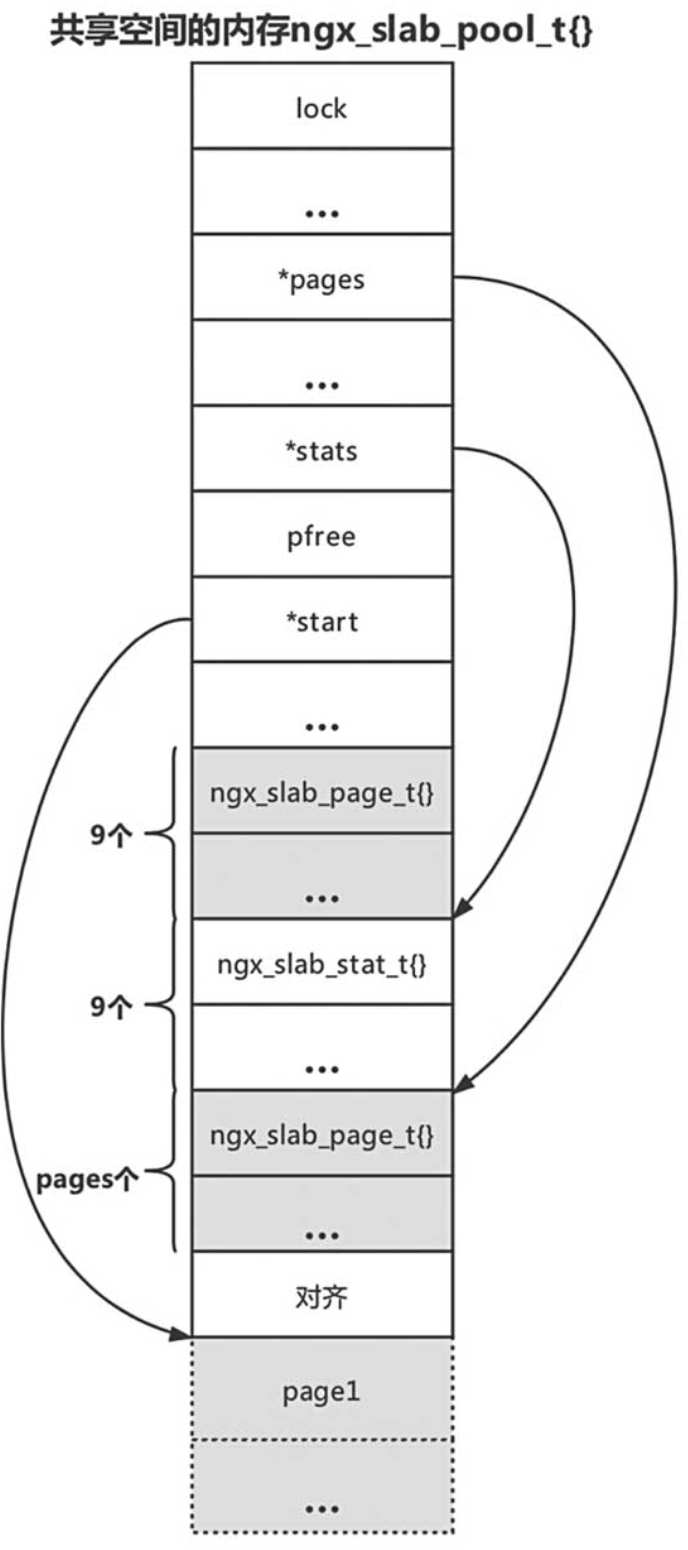 共享空间的内存ngx_slab_pool_t{}
lock
...
*pages
...
*stats
pfree
*start
...
ngx_slab_page_t{}
9个
...
ngx_slab_stat_t{}
9个
...
ngx_slab_page_t{}
pages个
...
对齐
page1
...